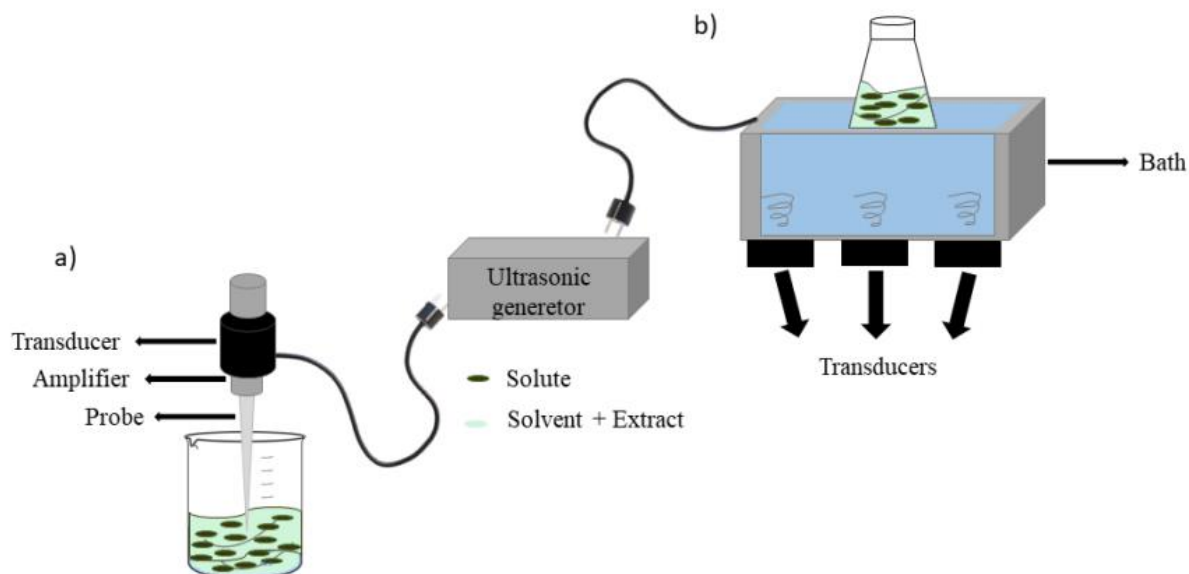 b)
Bath
a)
Ultrasonic
generetor
Transducer
Amplifier
Probe
Transducers
Solute
Solvent + Extract